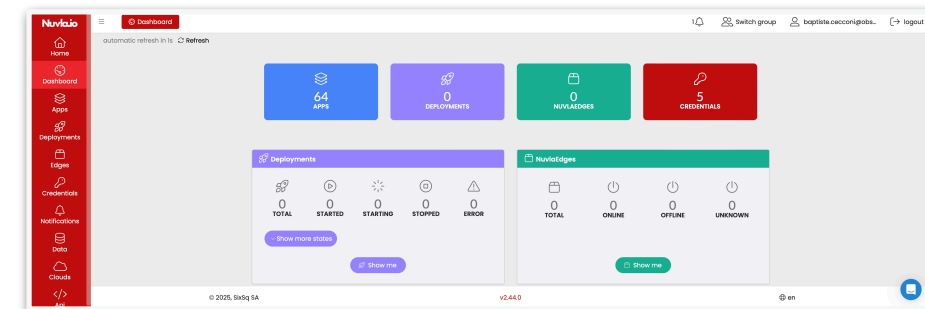 Nuvla.io
Dashboard
1
Switch group
baptiste.cecconi@obs...
logout
automatic refresh in 1s Refresh
Home
Dashboard
Apps
Deployments
Edges
Credentials
Notifications
Data
Clouds
Api
64
APPS
0
DEPLOYMENTS
0
NUVLAEDGES
5
CREDENTIALS
Deployments
0 0 0 0 0
TOTAL STARTED STARTING STOPPED ERROR
Show more states
Show me
NuvlaEdges
0 0 0 0
TOTAL ONLINE OFFLINE UNKNOWN
Show me
© 2025, SixSq SA v2.44.0 en